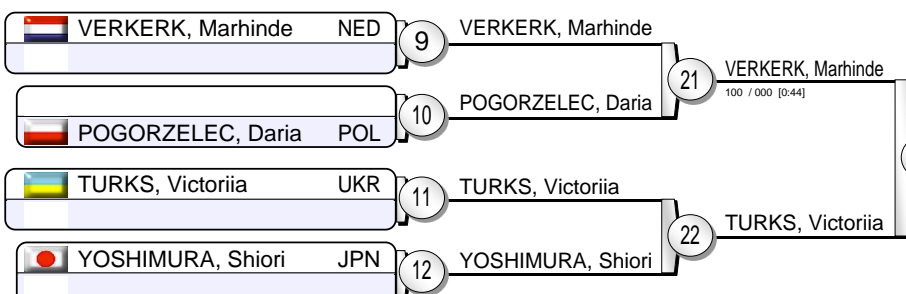 VERKERK, Marhinde NED 9 VERKERK, Marhinde
21 VERKERK, Marhinde
100 / 000 [0:44]
POGORZELEC, Daria POL 10 POGORZELEC, Daria
TURKS, Victoriia UKR 11 TURKS, Victoriia
22 TURKS, Victoriia
YOSHIMURA, Shiori JPN 12 YOSHIMURA, Shiori